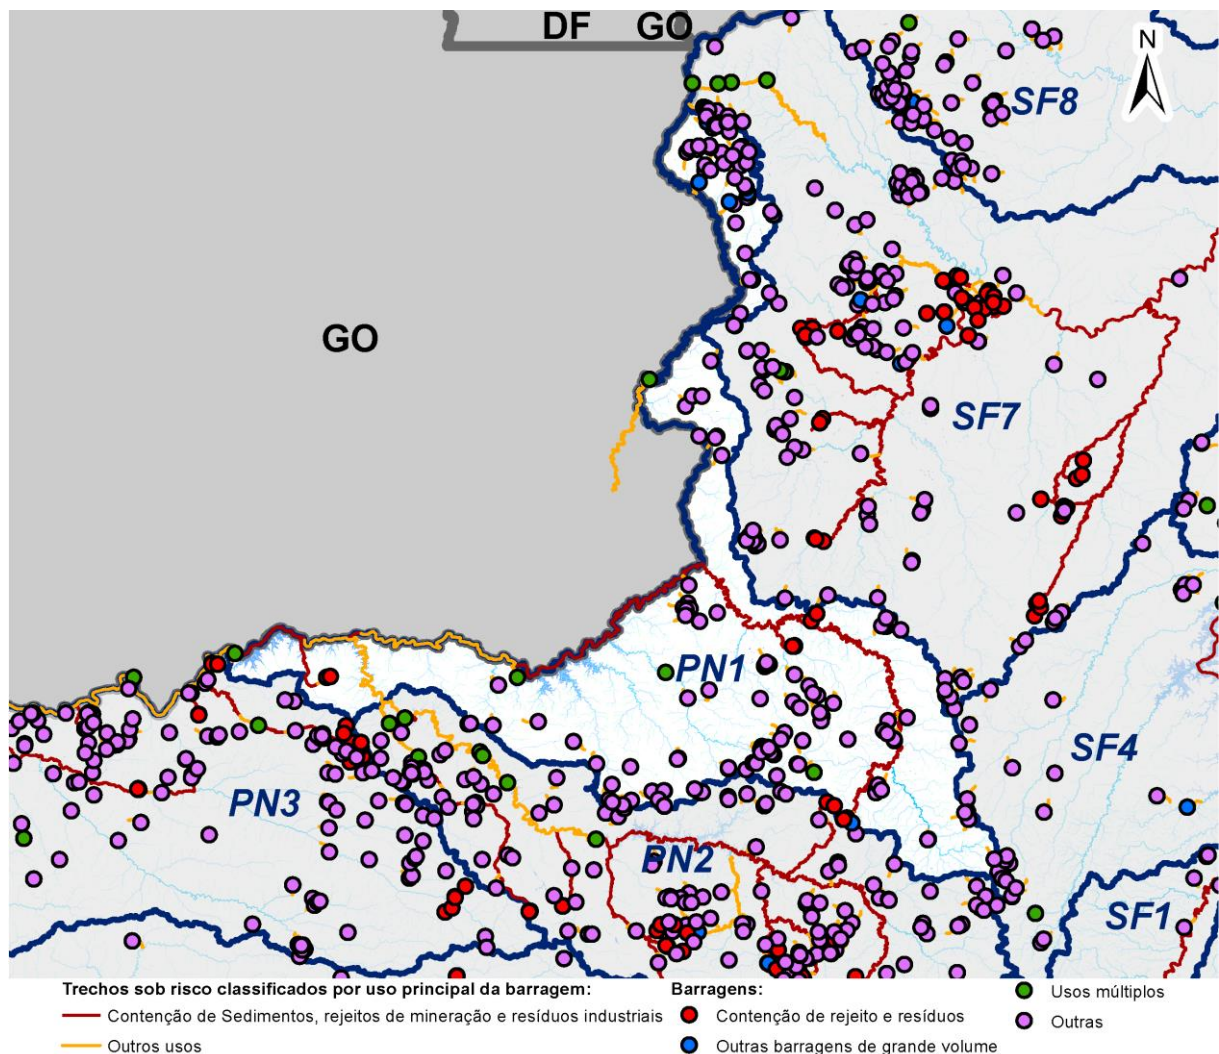 DF GO
N
SF8
GO
SF7
PN1
SF4
PN3
PN2
SF1
Trechos sob risco classificados por uso principal da barragem:
Contenção de Sedimentos, rejeitos de mineração e resíduos industriais
Outros usos
Barragens:
Contenção de rejeito e resíduos
Outras barragens de grande volume
Usos múltiplos
Outras